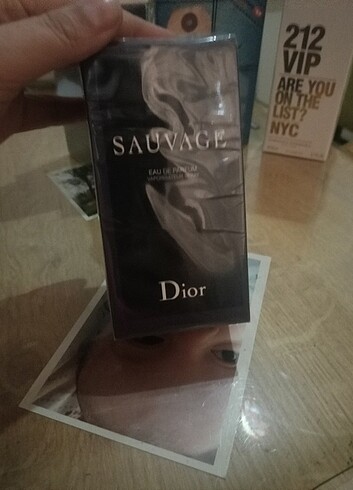 SAUVAGE
EAU DE PARFUM
Dior
212
VIP
ARE YOU
ON THE
LIST?
NYC